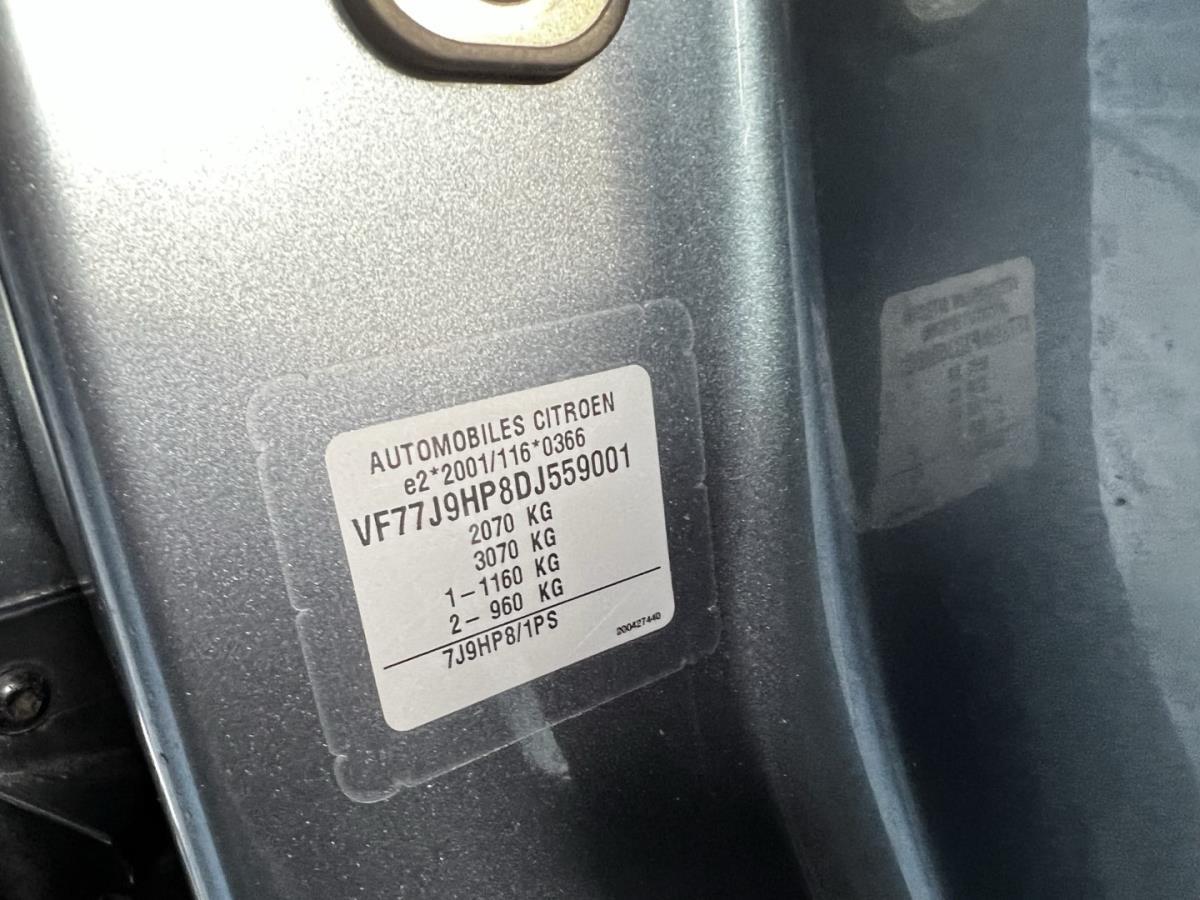 AUTOMOBILES CITROEN
e2*2001/116*0366
VF77J9HP8DJ559001
2070 KG
3070 KG
1-1160 KG
2- 960 KG
7J9HP8/1PS
200427440